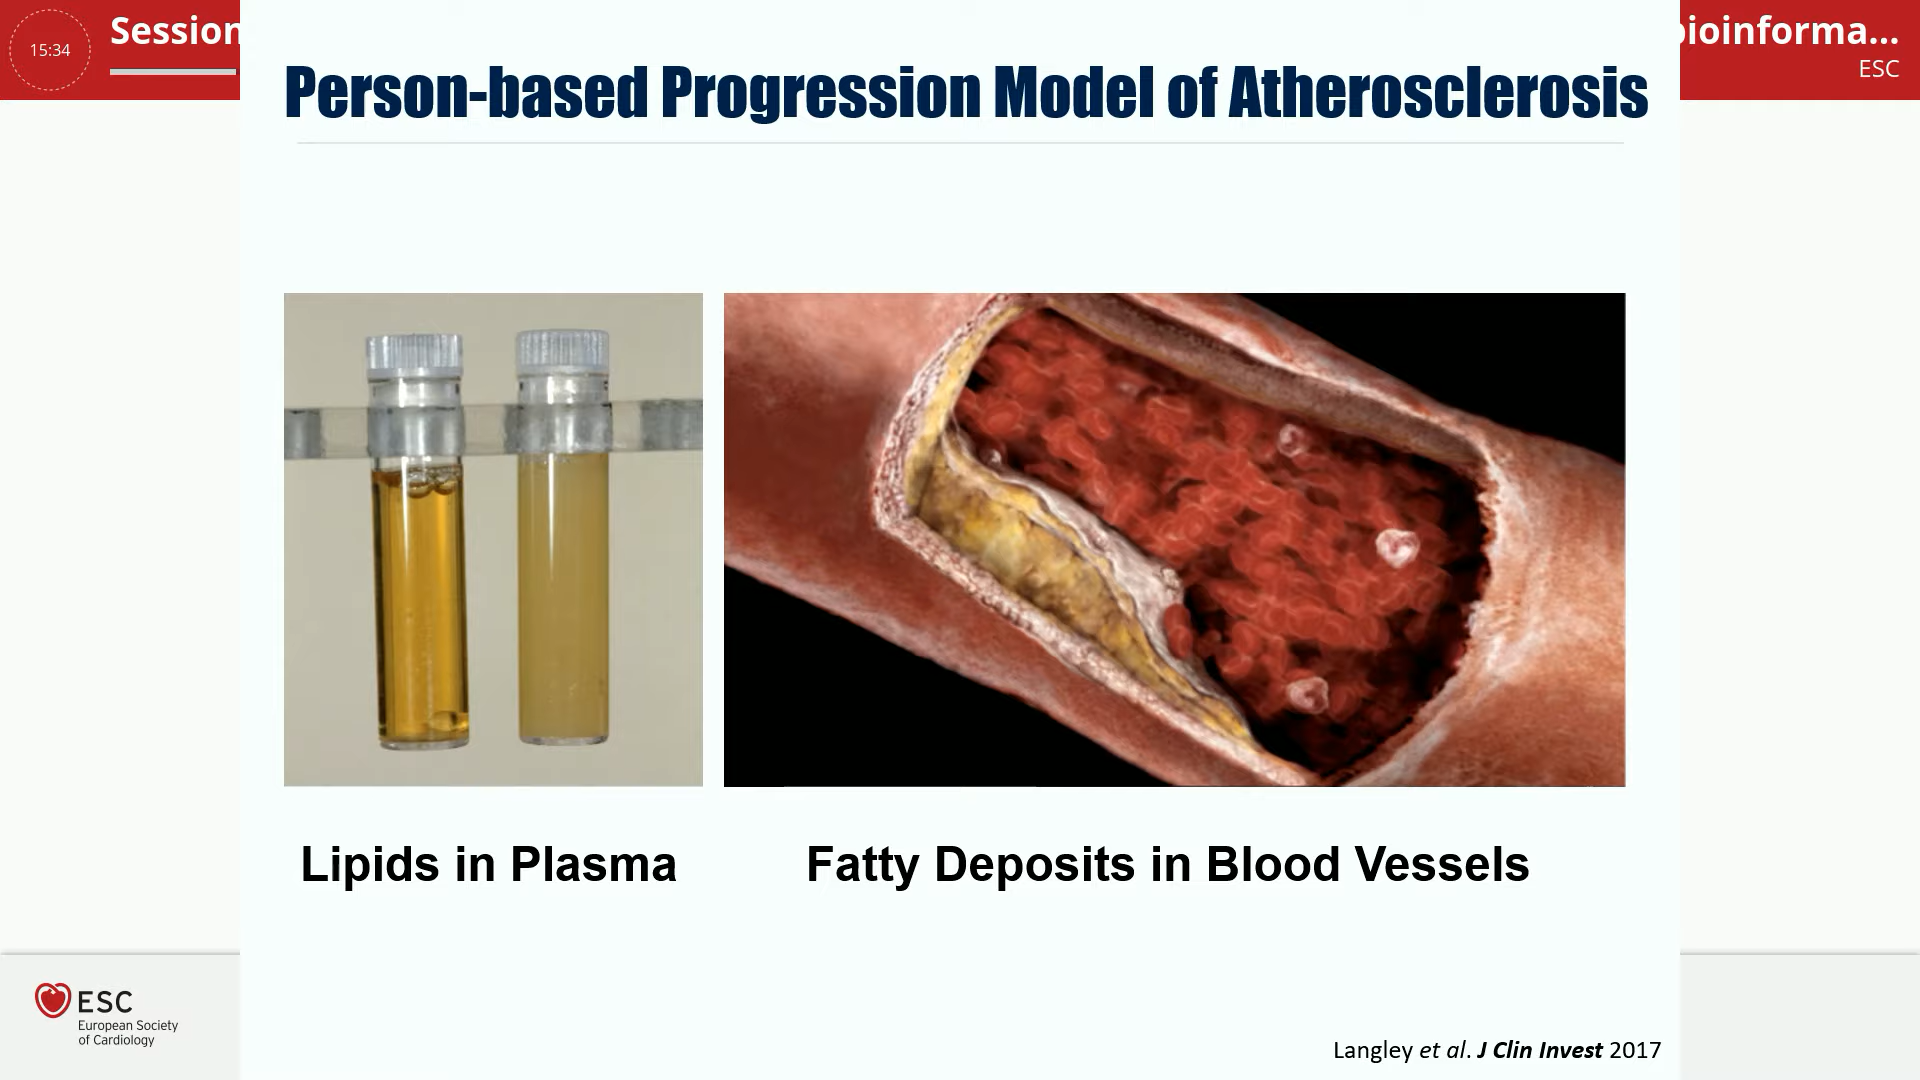 15:34
Session
bioinforma...
ESC
Person-based Progression Model of Atherosclerosis
Lipids in Plasma
Fatty Deposits in Blood Vessels
ESC
European Society
of Cardiology
Langley et al. J Clin Invest 2017